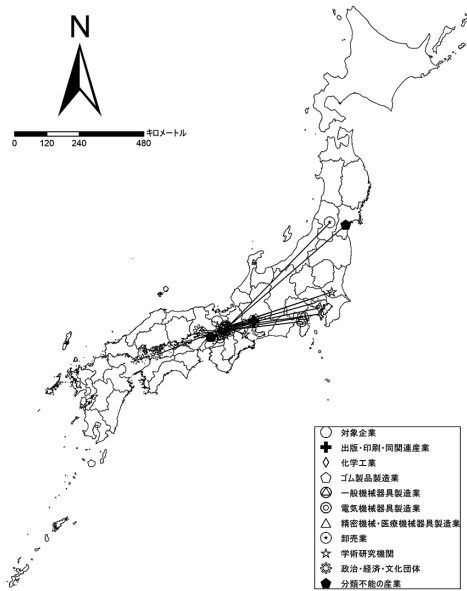 N
キロメートル
0 120 240 480
対象企業
出版・印刷・同関連産業
化学工業
ゴム製品製造業
一般機械器具製造業
電気機械器具製造業
精密機械・医療機械器具製造業
卸売業
学術研究機関
政治・経済・文化団体
分類不能の産業